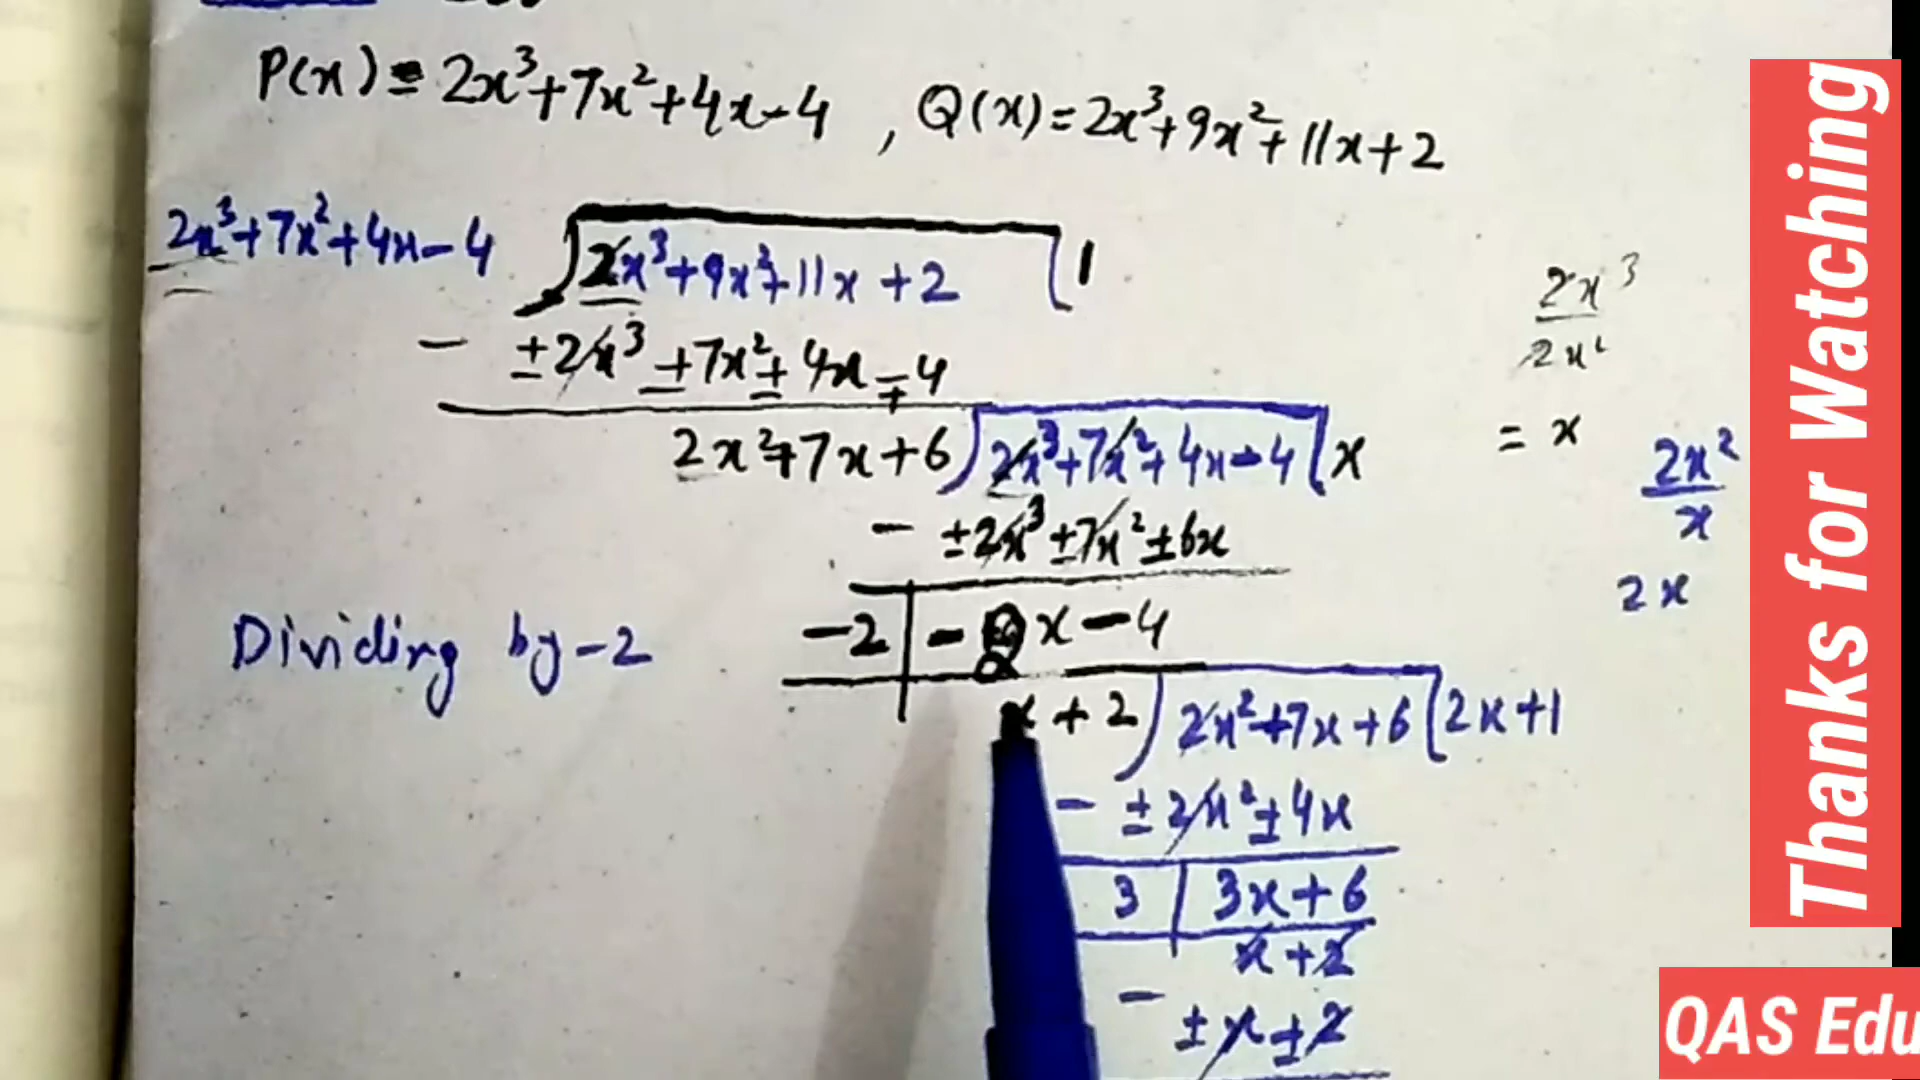 P(x) = 2x³+7x²+4x-4 , Q(x) = 2x³+9x²+11x+2
2x³+7x²+4x-4 ) 2x³+9x²+11x+2 ( 1
- ±2x³ ±7x² ± 4x ∓ 4
2x²+7x+6 ) 2x³+7x²+4x-4 ( x
- ±2x³ ±7x² ±6x
Dividing by -2
-2 | - x - 4
x + 2 ) 2x²+7x+6 ( 2x+1
- ±2x² ±4x
3 | 3x+6
x+2
- ±x ±2
2x³
2x²
= x
2x²
x
2x
Thanks for Watching
QAS Edu